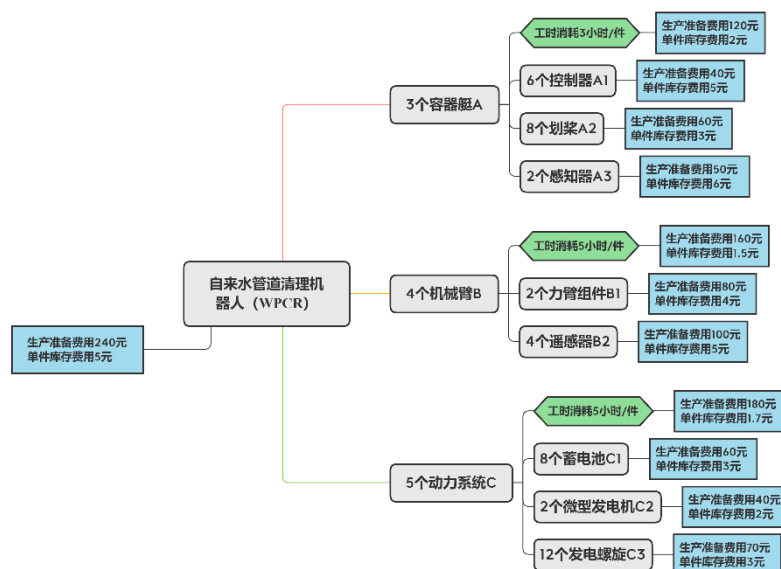 自来水管道清理机
器人（WPCR）
生产准备费用240元
单件库存费用5元
3个容器艇A
工时消耗3小时/件
生产准备费用120元
单件库存费用2元
6个控制器A1
生产准备费用40元
单件库存费用5元
8个划桨A2
生产准备费用60元
单件库存费用3元
2个感知器A3
生产准备费用50元
单件库存费用6元
4个机械臂B
工时消耗5小时/件
生产准备费用160元
单件库存费用1.5元
2个力臂组件B1
生产准备费用80元
单件库存费用4元
4个遥感器B2
生产准备费用100元
单件库存费用5元
5个动力系统C
工时消耗5小时/件
生产准备费用180元
单件库存费用1.7元
8个蓄电池C1
生产准备费用60元
单件库存费用3元
2个微型发电机C2
生产准备费用40元
单件库存费用2元
12个发电螺旋C3
生产准备费用70元
单件库存费用3元